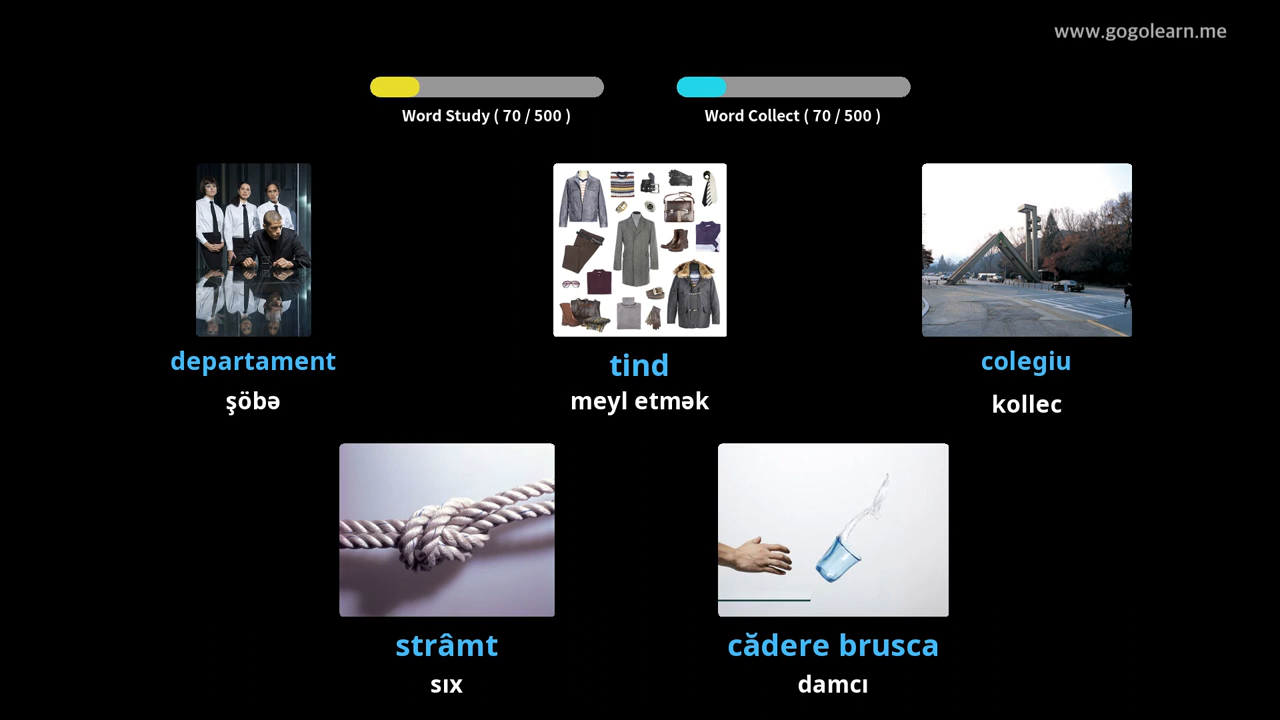 www.gogolearn.me
Word Study ( 70 / 500 )
Word Collect ( 70 / 500 )
departament
şöbə
tind
meyl etmək
colegiu
kollec
strâmt
sıx
cădere brusca
damcı